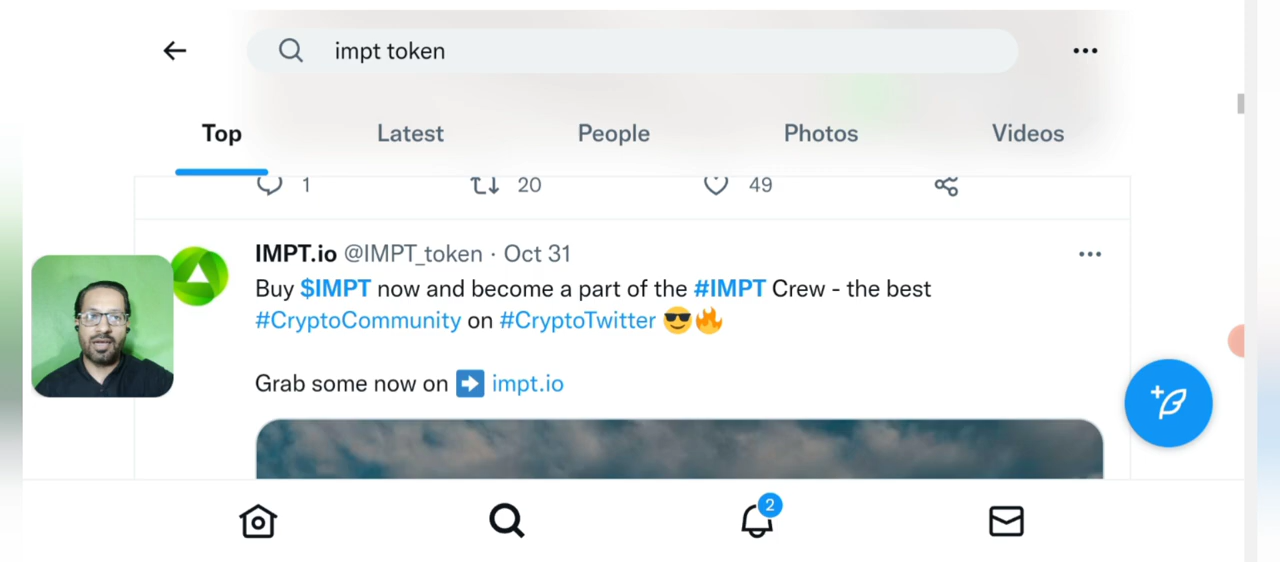 impt token
Top Latest People Photos Videos
1 20 49
IMPT.io @IMPT_token · Oct 31
Buy $IMPT now and become a part of the #IMPT Crew - the best
#CryptoCommunity on #CryptoTwitter 😎🔥
Grab some now on ➡️ impt.io
2